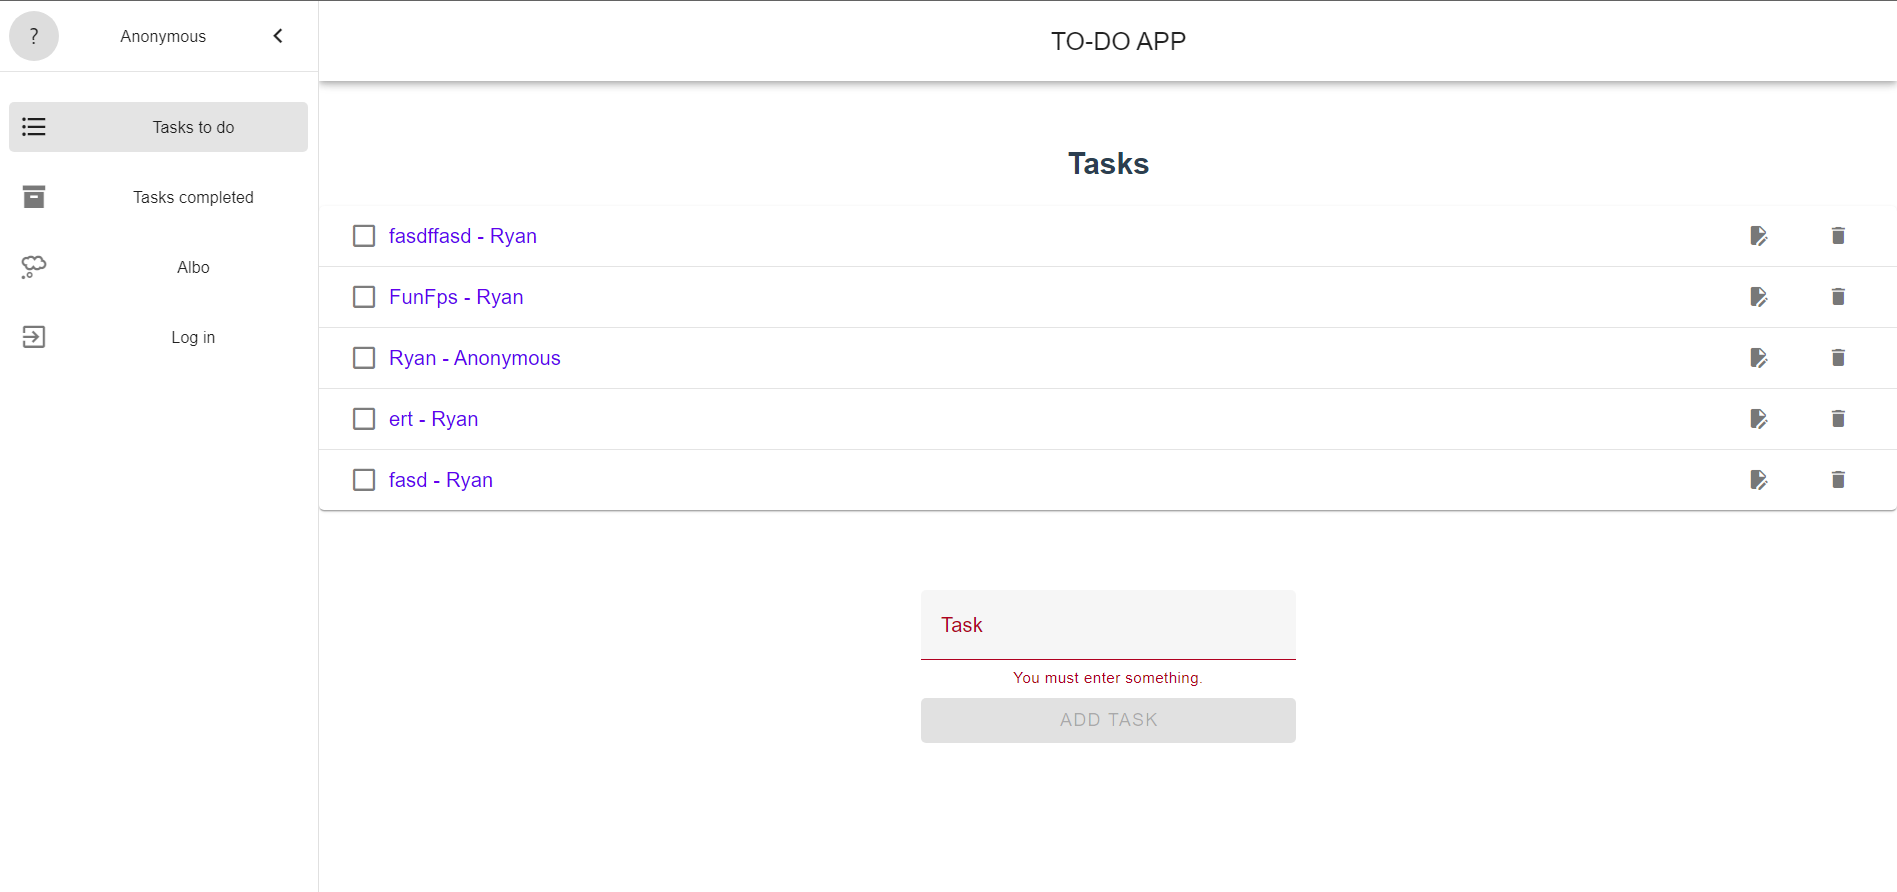 ?
Anonymous
TO-DO APP
Tasks to do
Tasks completed
Albo
Log in
Tasks
fasdffasd - Ryan
FunFps - Ryan
Ryan - Anonymous
ert - Ryan
fasd - Ryan
Task
You must enter something.
ADD TASK